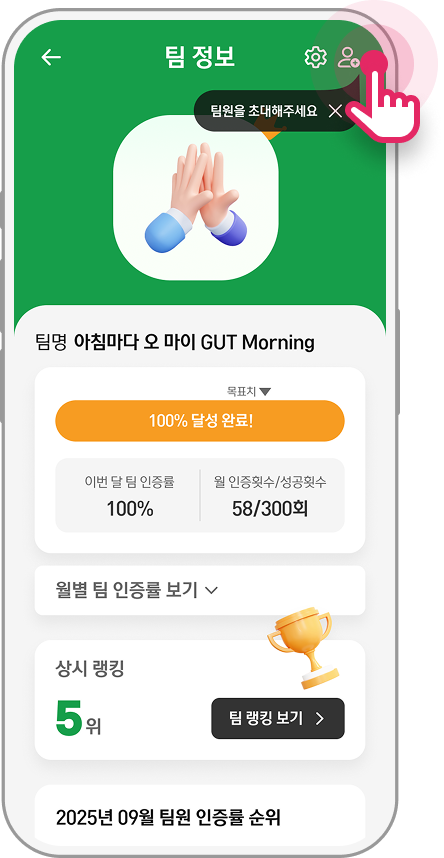 팀 정보
팀원을 초대해주세요
팀명 아침마다 오 마이 GUT Morning
목표치
100% 달성 완료!
이번 달 팀 인증률
100%
월 인증횟수/성공횟수
58/300회
월별 팀 인증률 보기
상시 랭킹
5위
팀 랭킹 보기
2025년 09월 팀원 인증률 순위